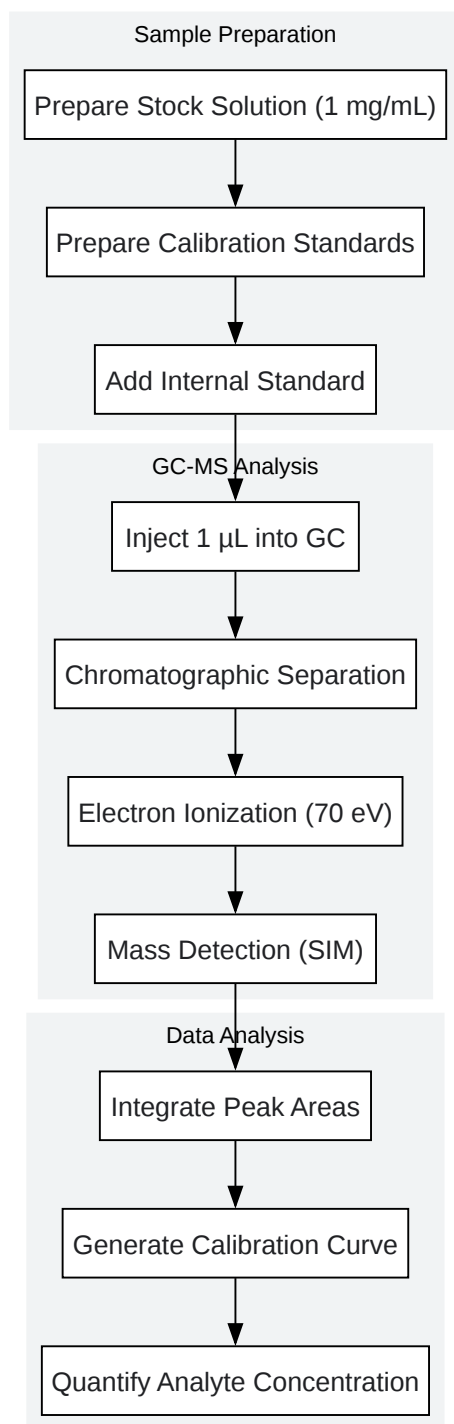 Sample Preparation
Prepare Stock Solution (1 mg/mL)
Prepare Calibration Standards
Add Internal Standard
GC-MS Analysis
Inject 1 µL into GC
Chromatographic Separation
Electron Ionization (70 eV)
Mass Detection (SIM)
Data Analysis
Integrate Peak Areas
Generate Calibration Curve
Quantify Analyte Concentration